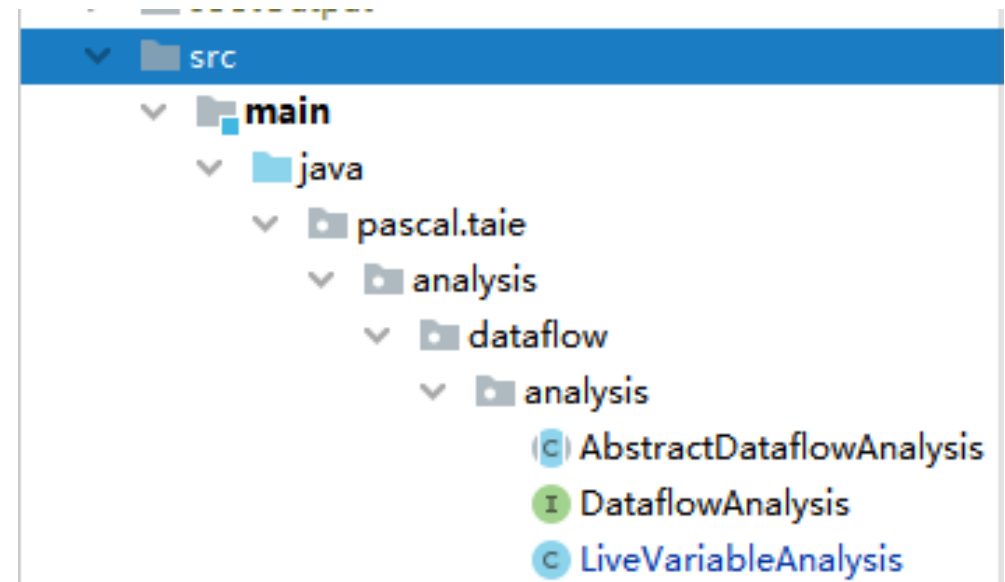 src
main
java
pascal.taie
analysis
dataflow
analysis
AbstractDataflowAnalysis
DataflowAnalysis
LiveVariableAnalysis